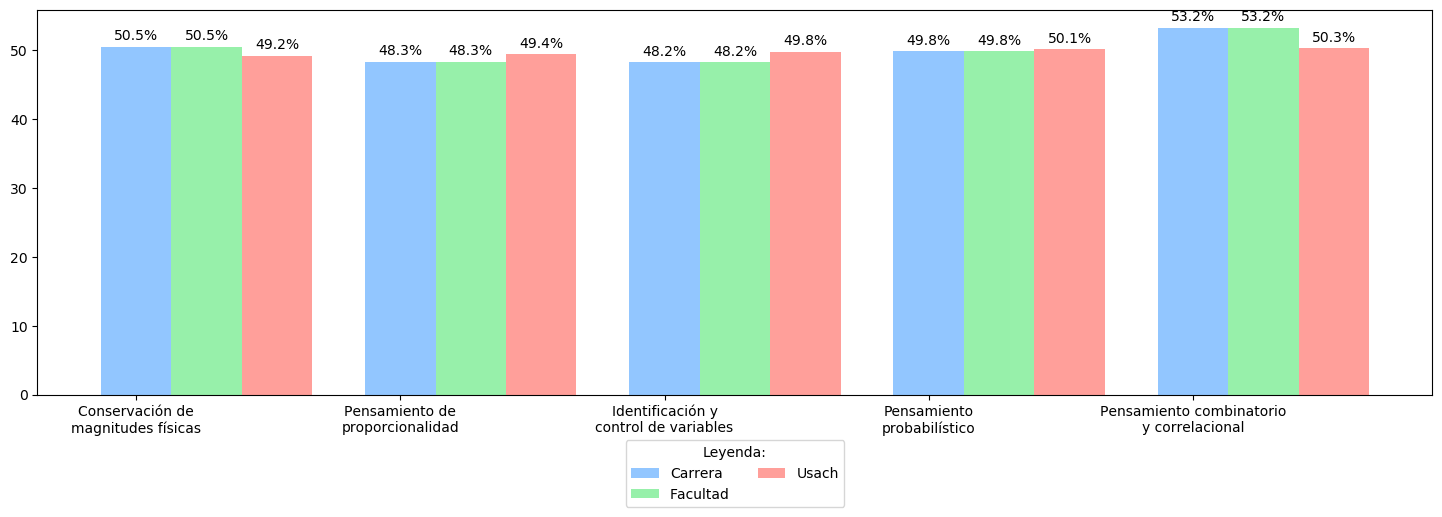 53.2% 53.2%
50.5% 50.5% 49.2%
48.3% 48.3% 49.4%
48.2% 48.2% 49.8%
49.8% 49.8% 50.1%
50.3%
50
40
30
20
10
0
Conservación de
magnitudes físicas
Pensamiento de
proporcionalidad
Identificación y
control de variables
Pensamiento
probabilístico
Pensamiento combinatorio
y correlacional
Leyenda:
Carrera
Facultad
Usach